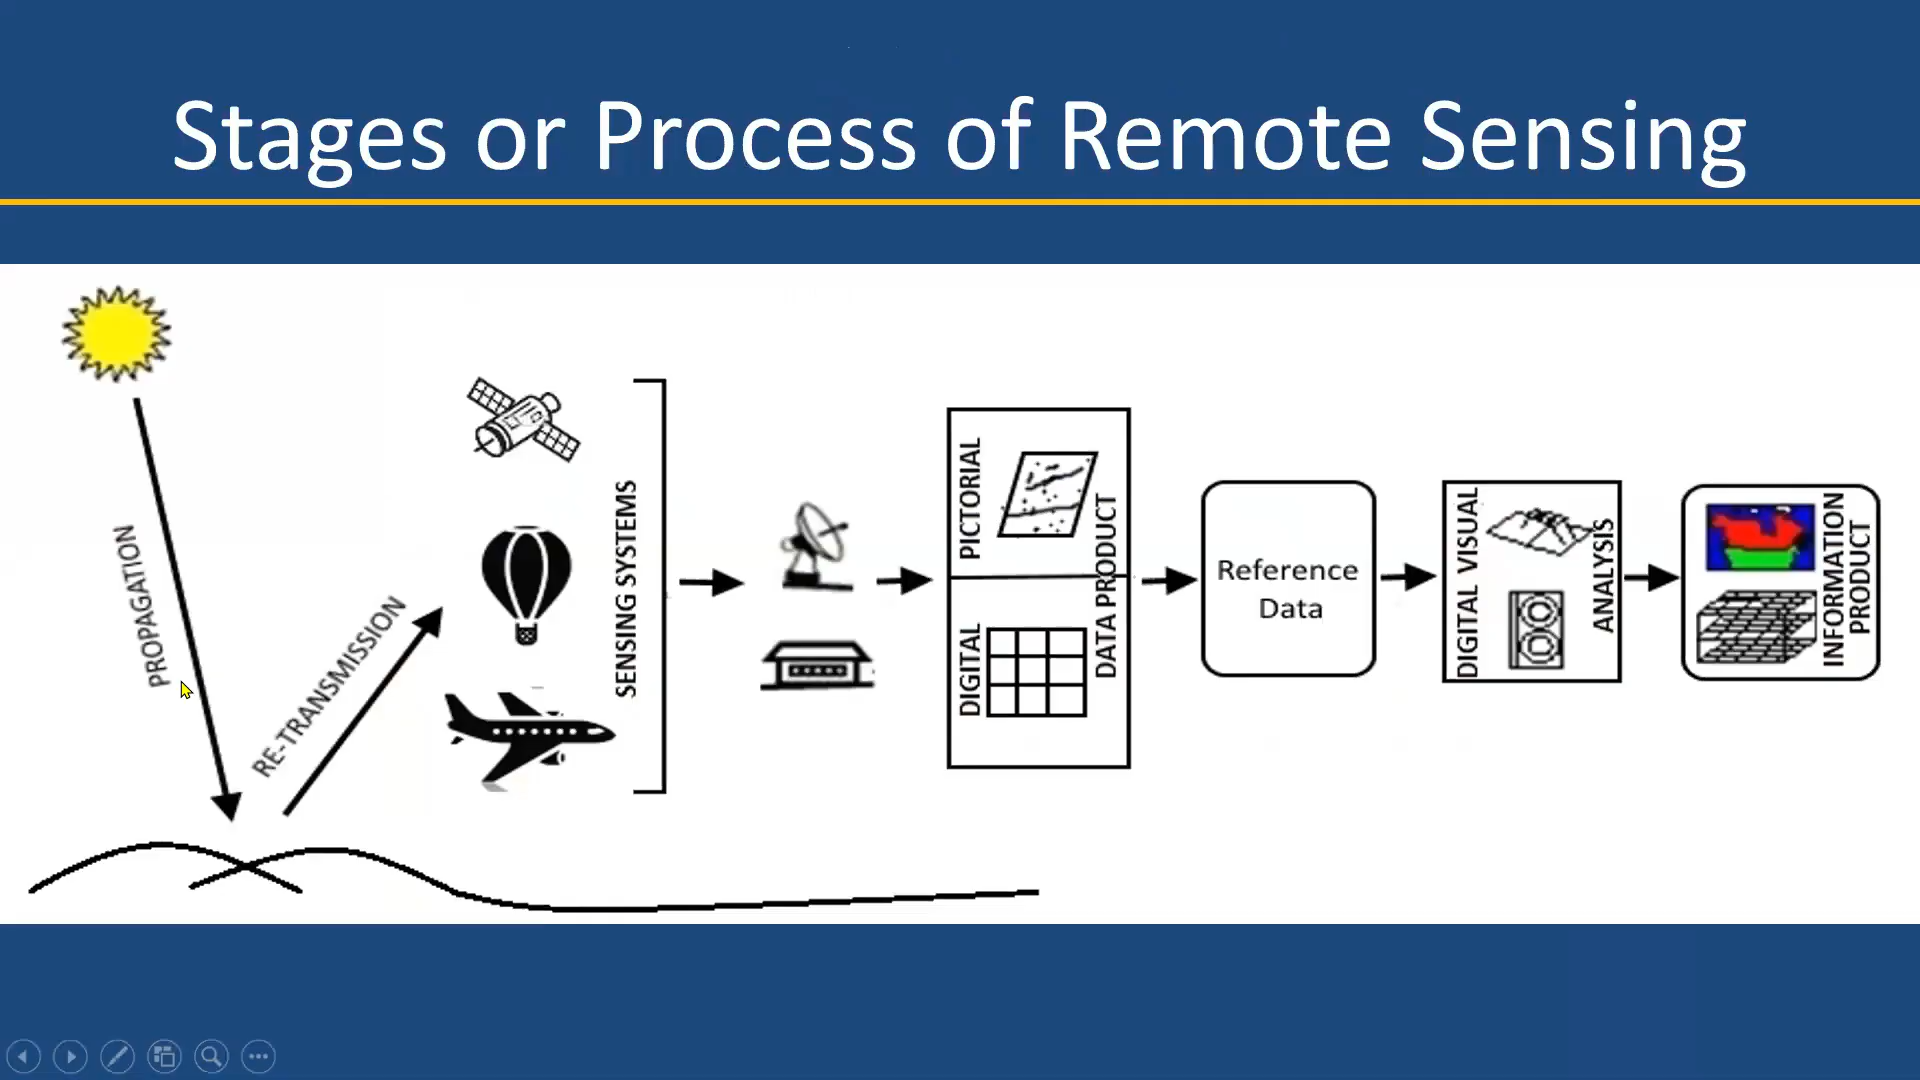 Stages or Process of Remote Sensing
PROPAGATION
RE-TRANSMISSION
SENSING SYSTEMS
PICTORIAL
DIGITAL
DATA PRODUCT
Reference
Data
DIGITAL VISUAL
ANALYSIS
INFORMATION
PRODUCT